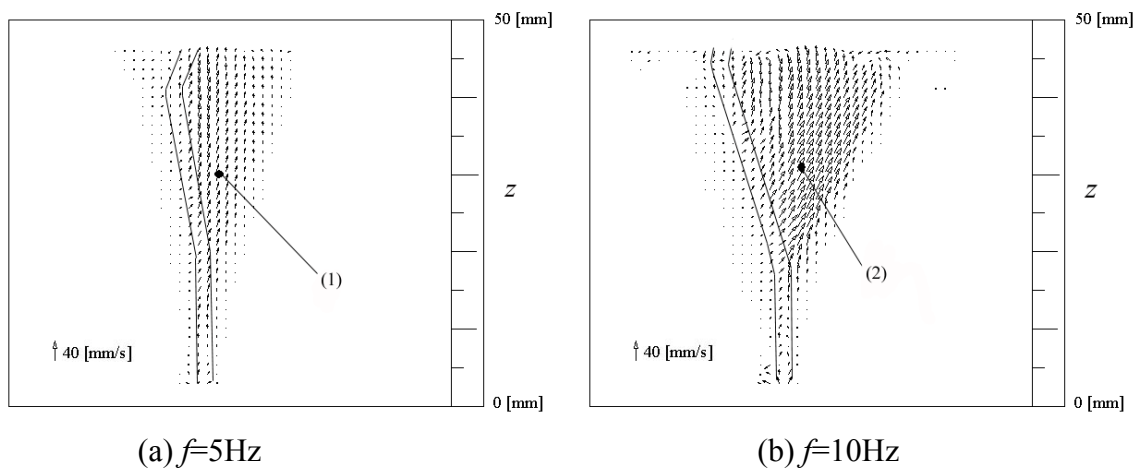 50 [mm]
z
(1)
40 [mm/s]
0 [mm]
(a) f=5Hz
50 [mm]
z
(2)
40 [mm/s]
0 [mm]
(b) f=10Hz